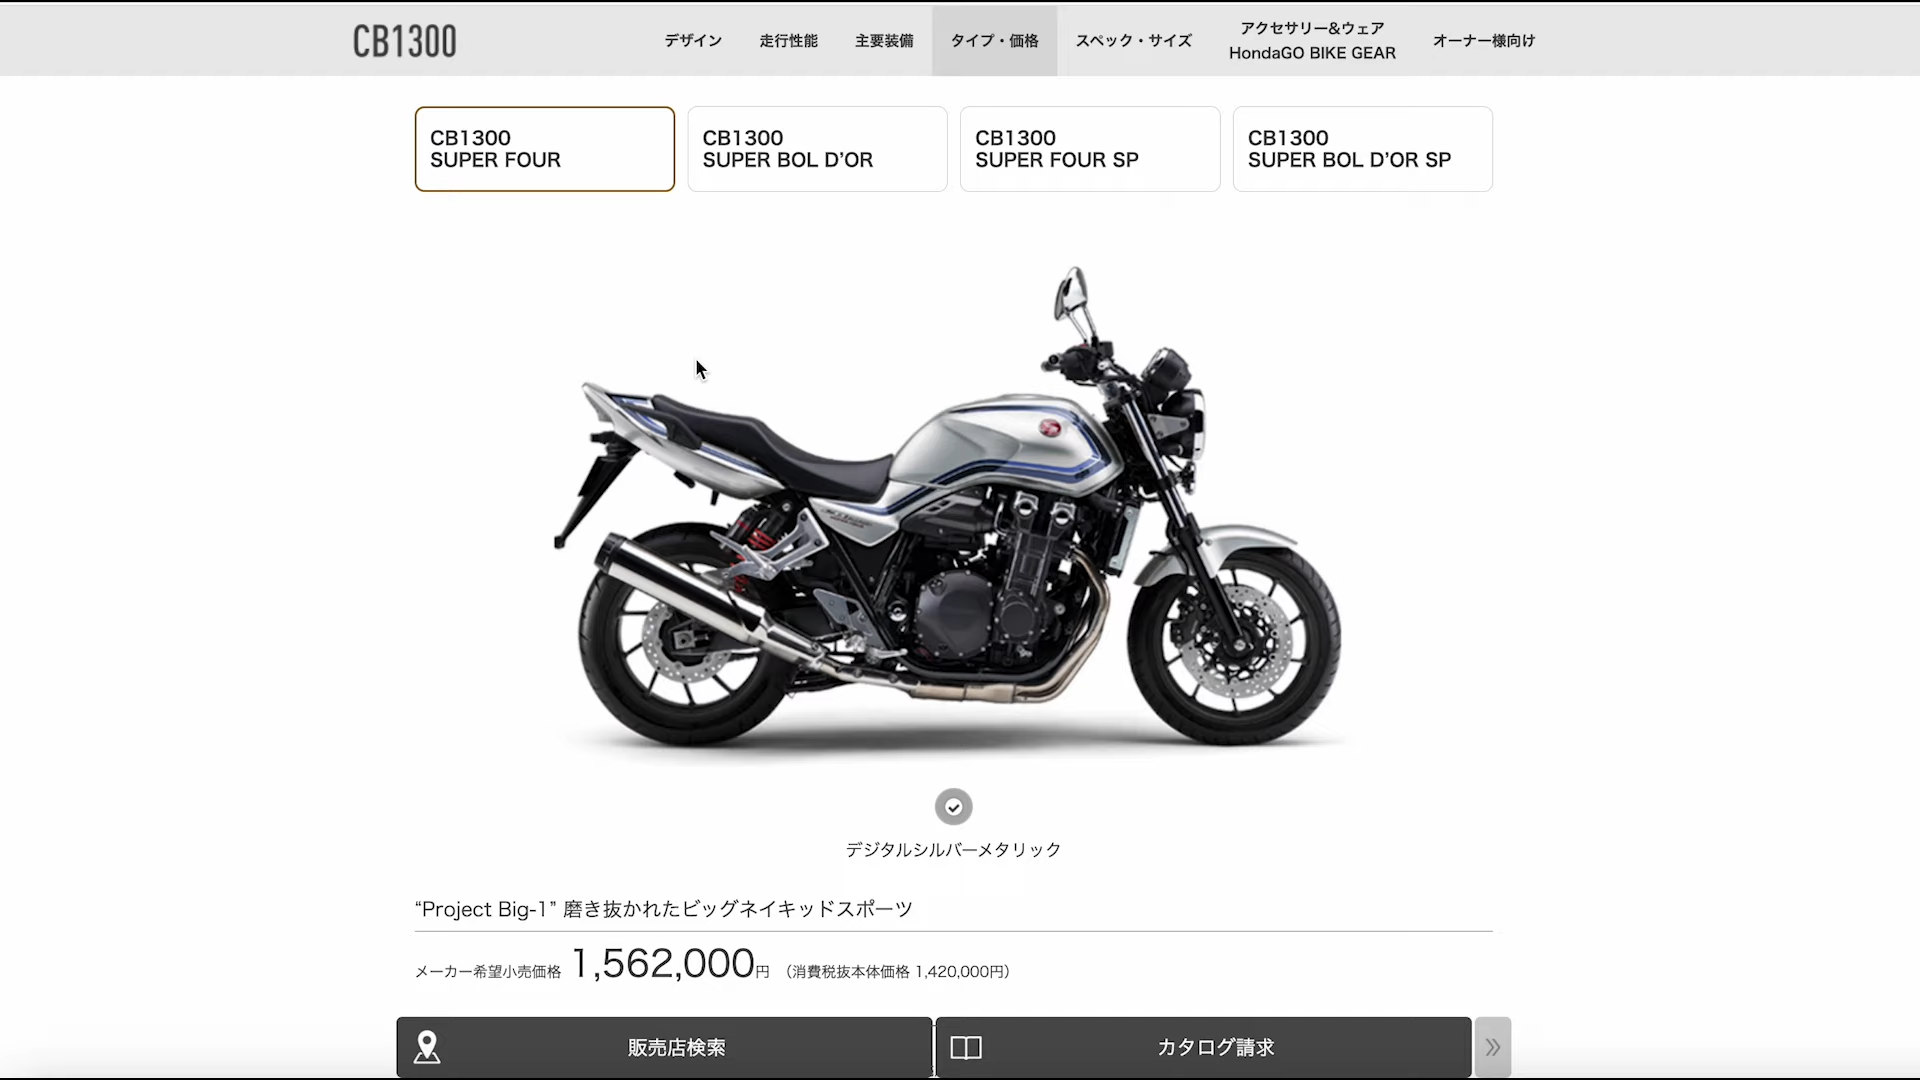 CB1300
デザイン
走行性能
主要装備
タイプ・価格
スペック・サイズ
アクセサリー&ウェア
HondaGO BIKE GEAR
オーナー様向け
CB1300
SUPER FOUR
CB1300
SUPER BOL D’OR
CB1300
SUPER FOUR SP
CB1300
SUPER BOL D’OR SP
デジタルシルバーメタリック
“Project Big-1” 磨き抜かれたビッグネイキッドスポーツ
メーカー希望小売価格 1,562,000円 （消費税抜本体価格 1,420,000円）
販売店検索
カタログ請求